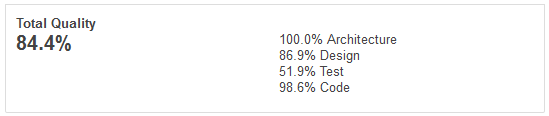 Total Quality
84.4%
100.0% Architecture
86.9% Design
51.9% Test
98.6% Code